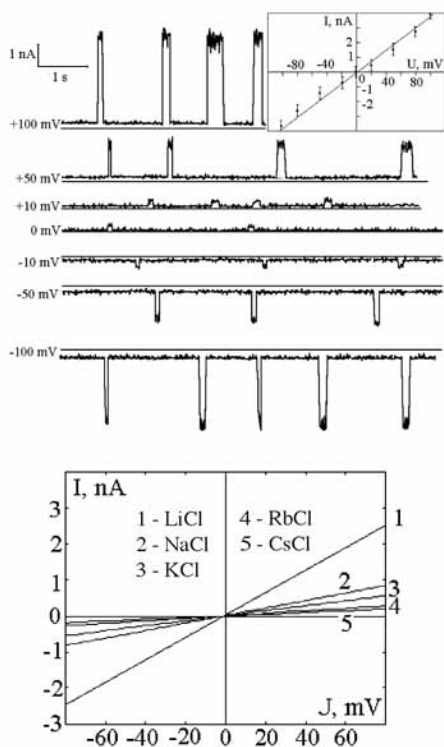 1 nA
1 s
+100 mV
I, nA
3
2
1
-80 -40 0 40 80
U, mV
-1
-2
+50 mV
+10 mV
0 mV
-10 mV
-50 mV
-100 mV
I, nA
3
2
1
0
-1
-2
-3
1 - LiCl
2 - NaCl
3 - KCl
4 - RbCl
5 - CsCl
1
2
3
4
5
-60 -40 -20 0 20 40 60
J, mV